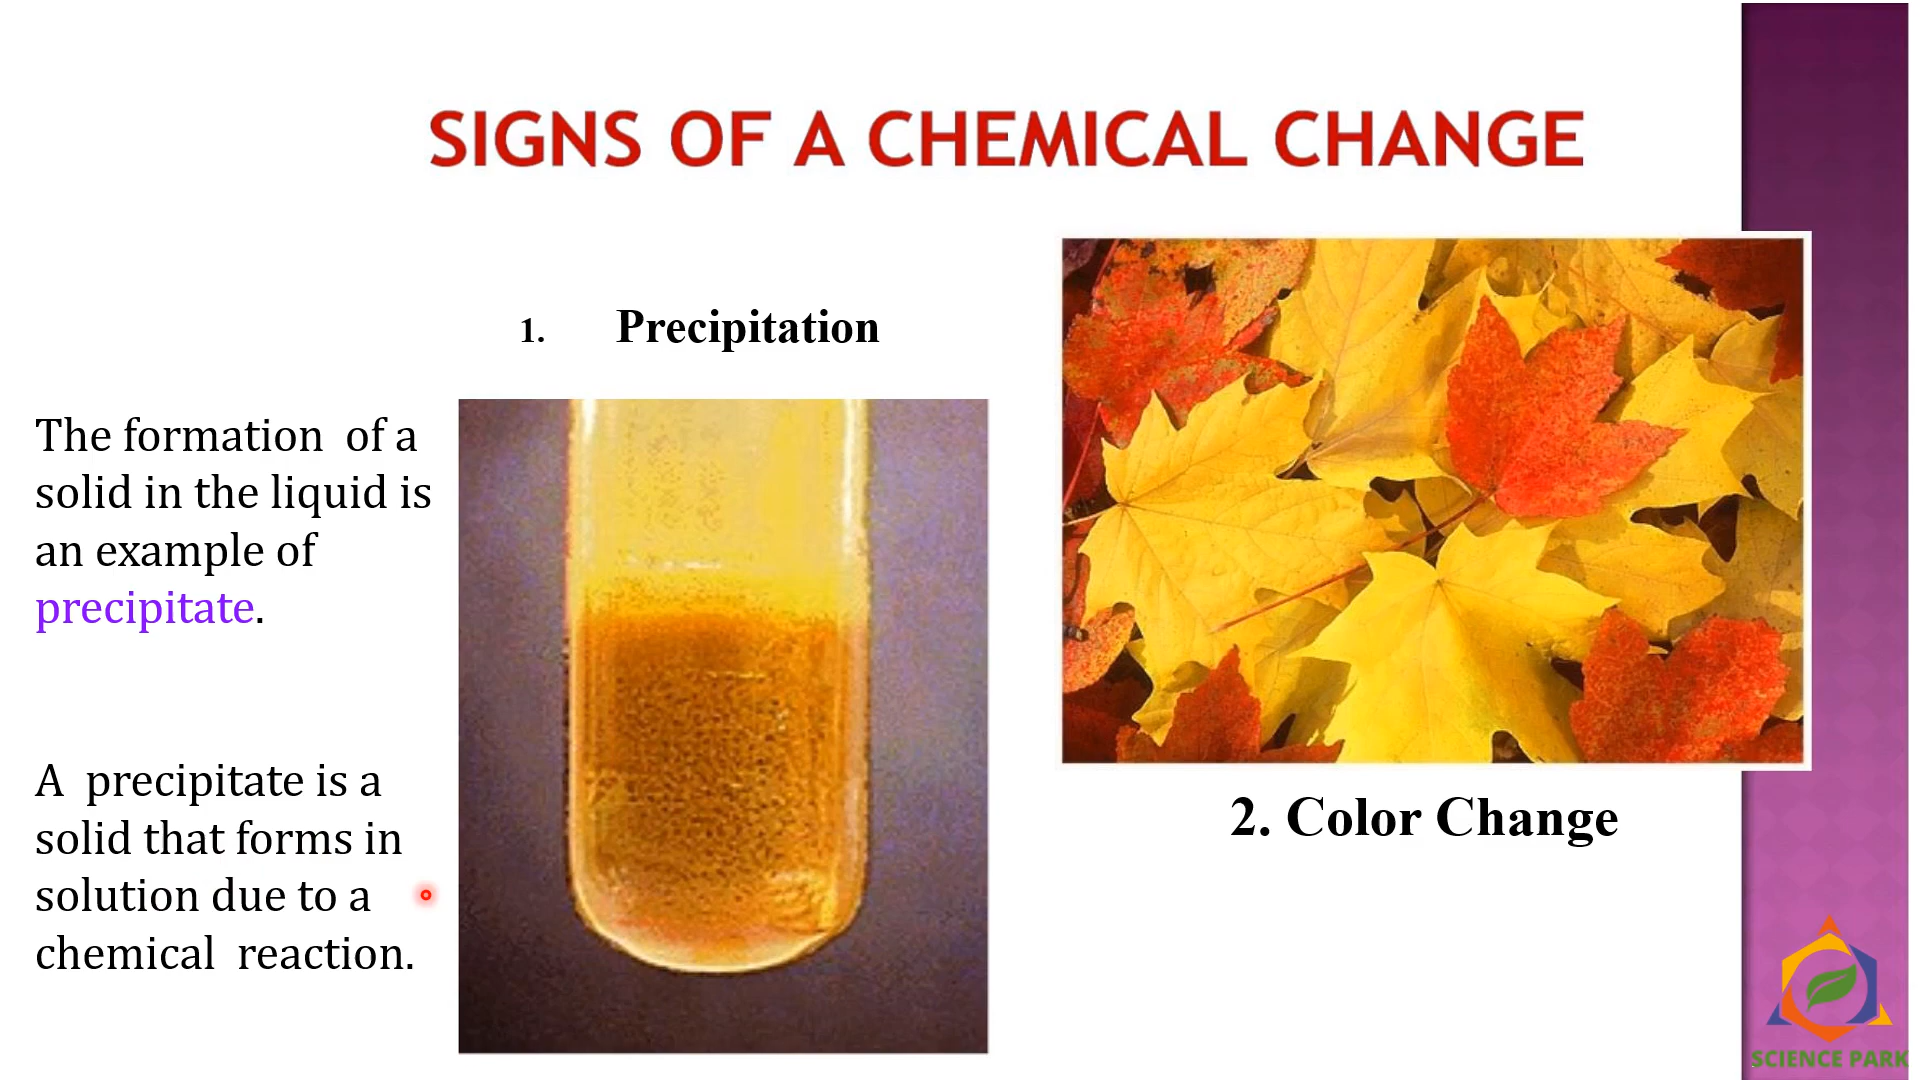 SIGNS OF A CHEMICAL CHANGE
1. Precipitation
The formation of a
solid in the liquid is
an example of
precipitate.
A precipitate is a
solid that forms in
solution due to a
chemical reaction.
2. Color Change
SCIENCE PARK